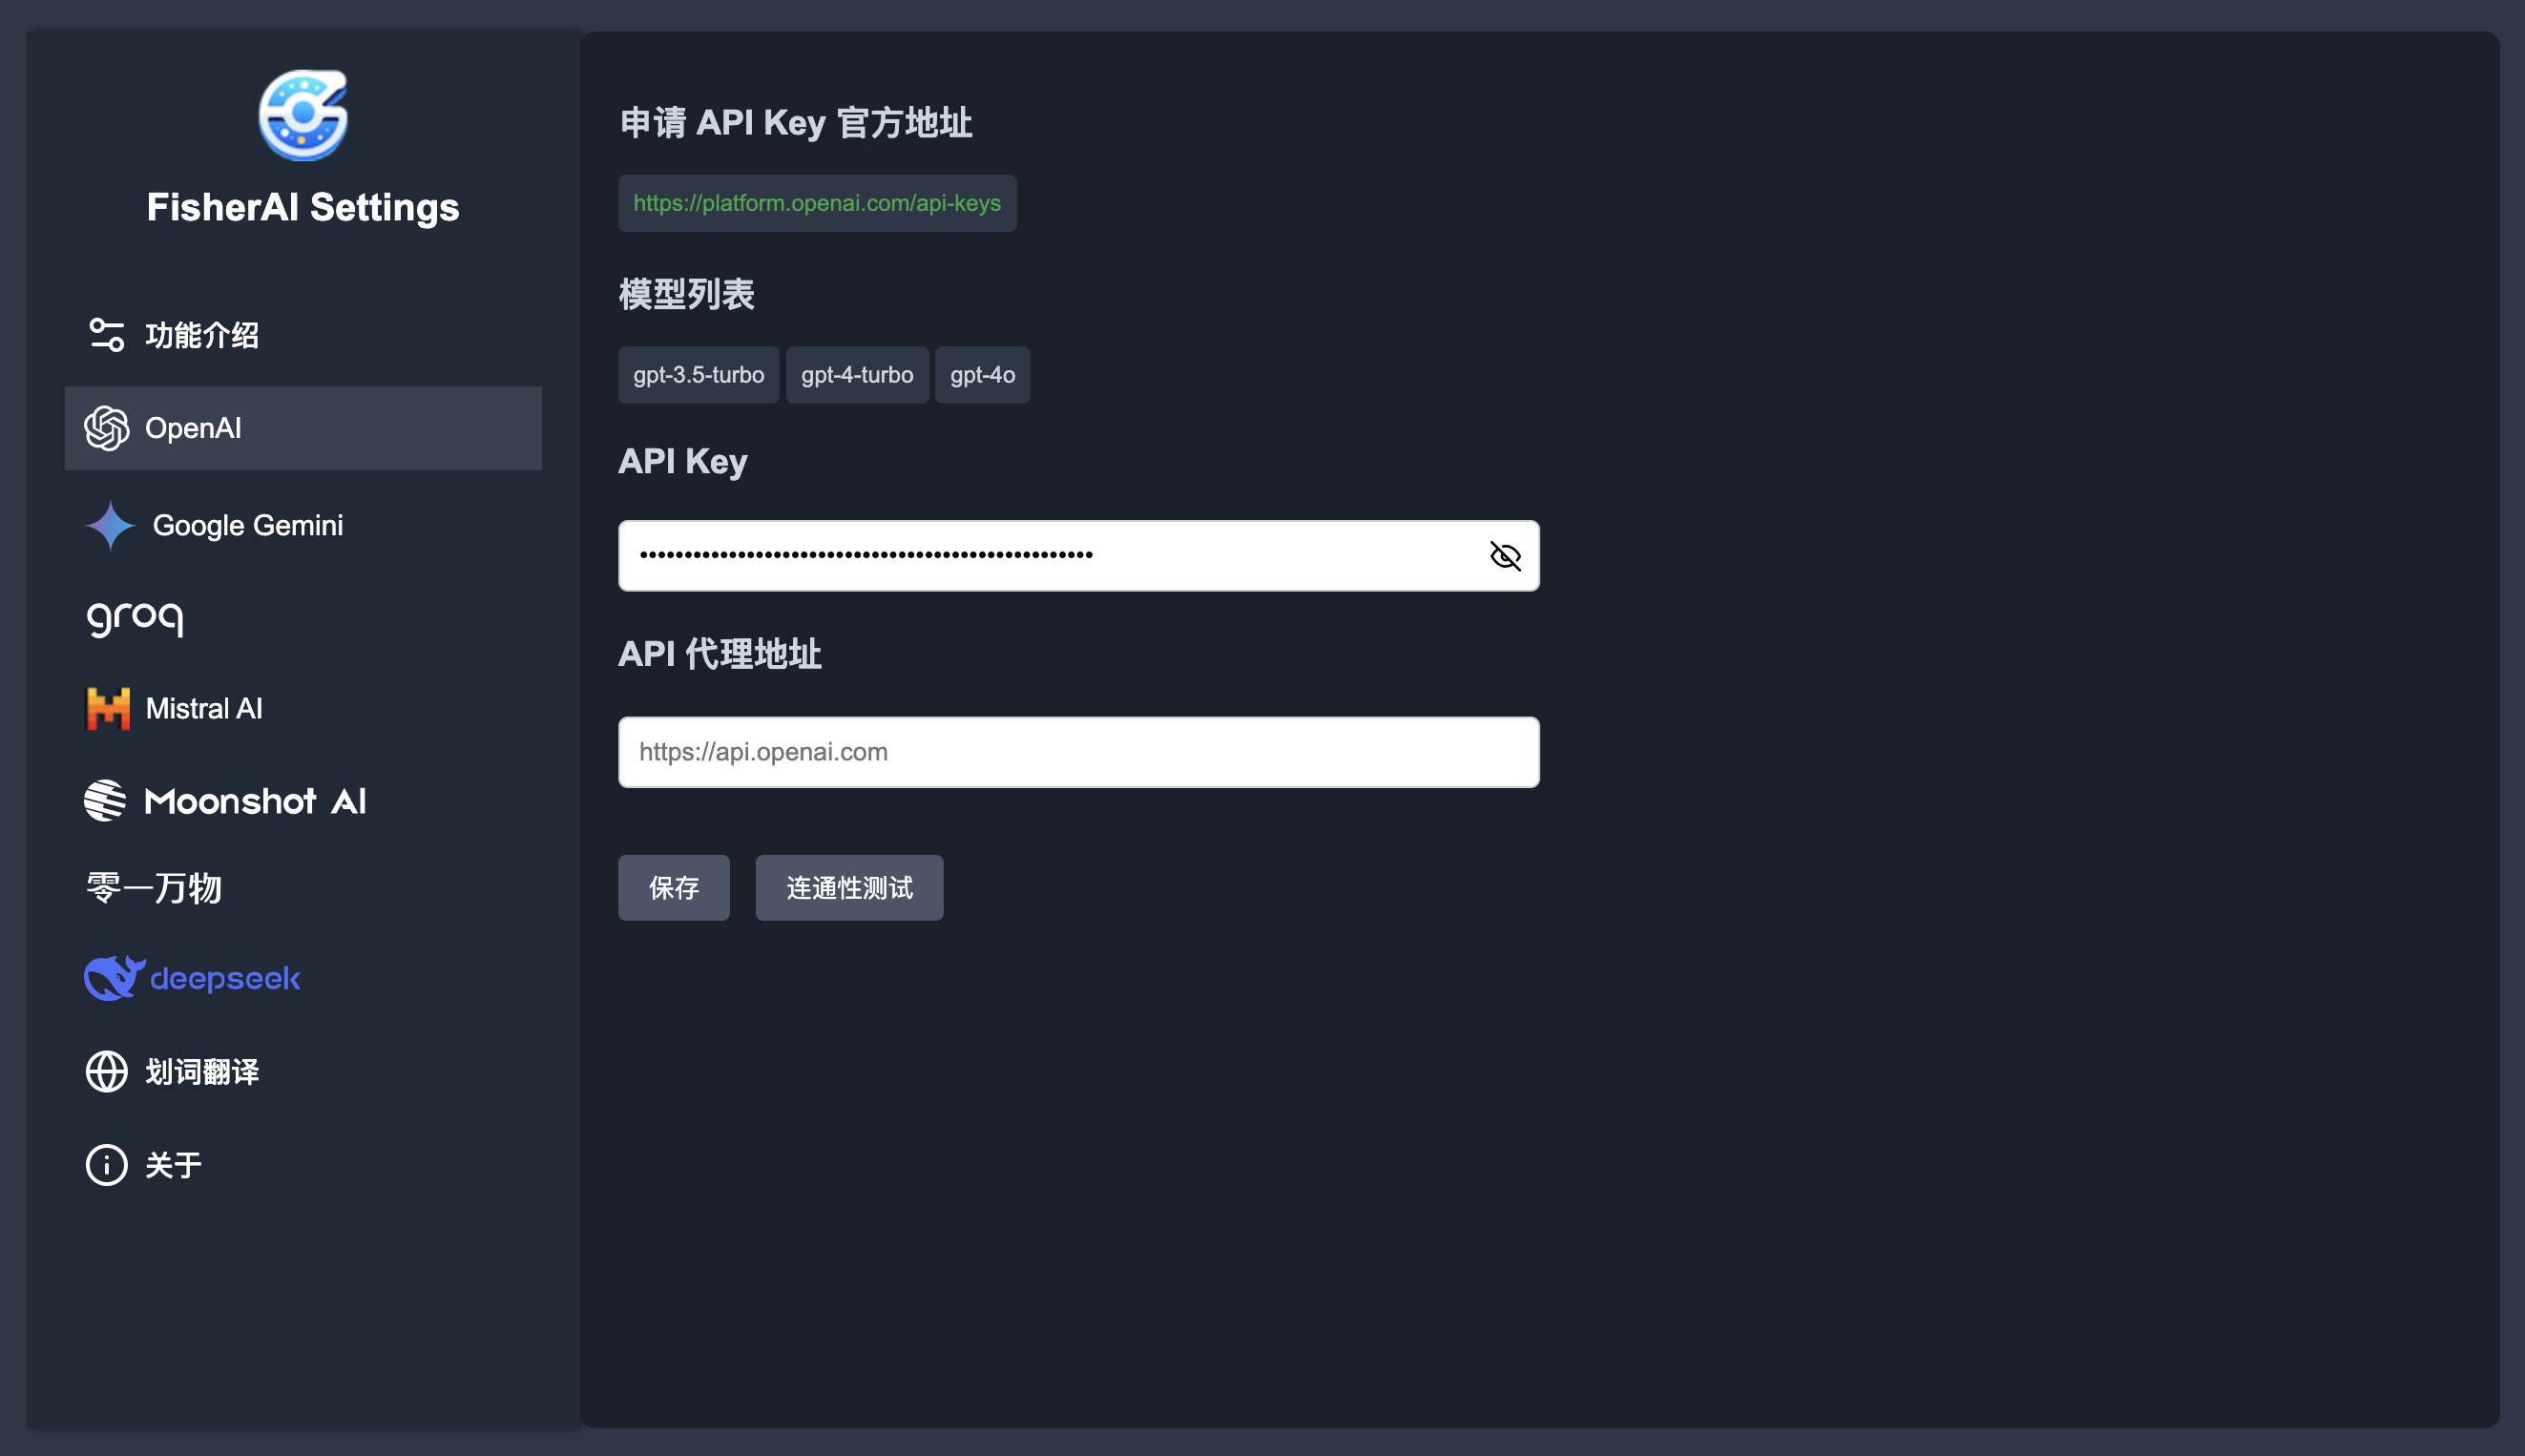 FisherAI Settings
功能介绍
OpenAI
Google Gemini
groq
Mistral AI
Moonshot AI
零一万物
deepseek
划词翻译
关于
申请 API Key 官方地址
https://platform.openai.com/api-keys
模型列表
gpt-3.5-turbo gpt-4-turbo gpt-4o
API Key
API 代理地址
https://api.openai.com
保存 连通性测试